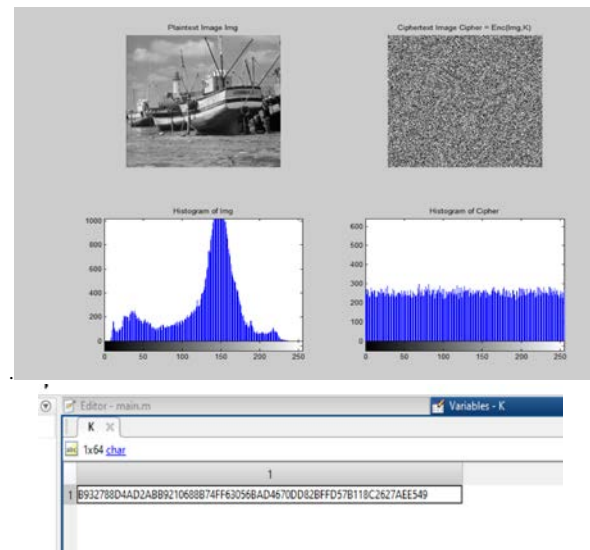 Plaintext Image Img
Ciphertext Image Cipher = Enc(Img,K)
Histogram of Img
1000
800
600
400
200
0
0 50 100 150 200 250
Histogram of Cipher
600
500
400
300
200
100
0
0 50 100 150 200 250
Editor - main.m
Variables - K
K
abc 1x64 char
1
1 B932788D4AD2ABB9210688B74FF63056BAD4670DD82BFFD57B118C2627AEE549